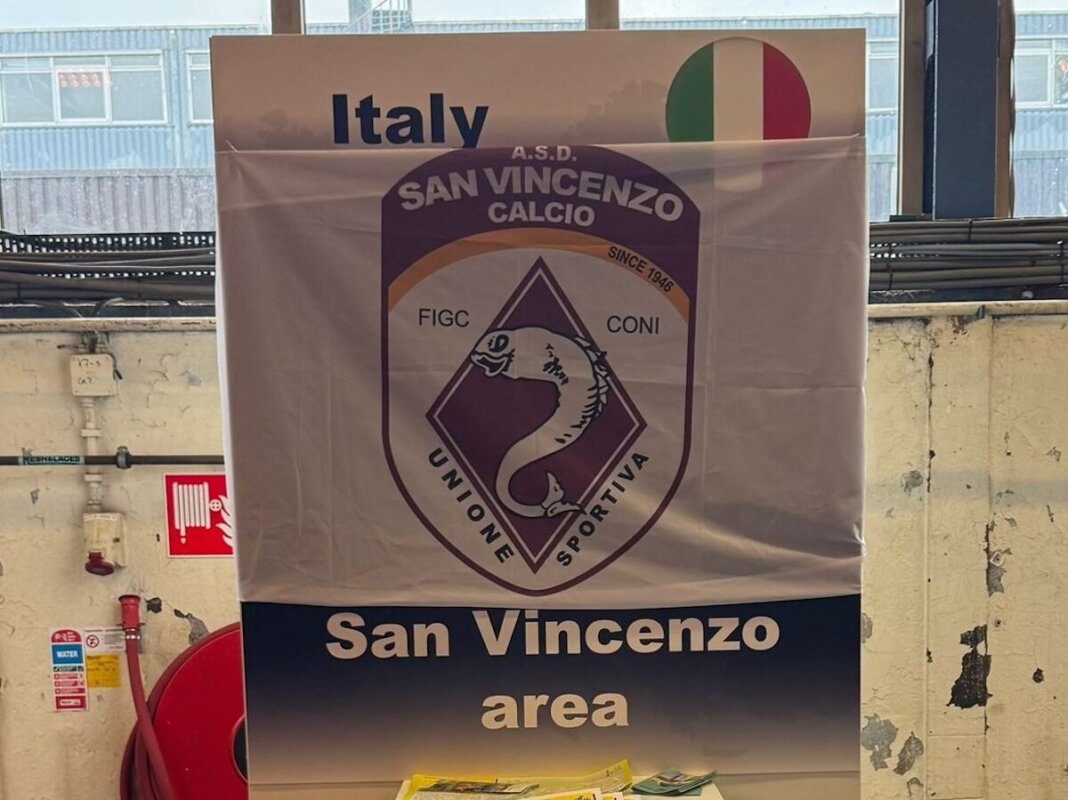 Italy
A.S.D.
SAN VINCENZO
CALCIO
SINCE 1946
FIGC
CONI
UNIONE
SPORTIVA
San Vincenzo
area
WATER